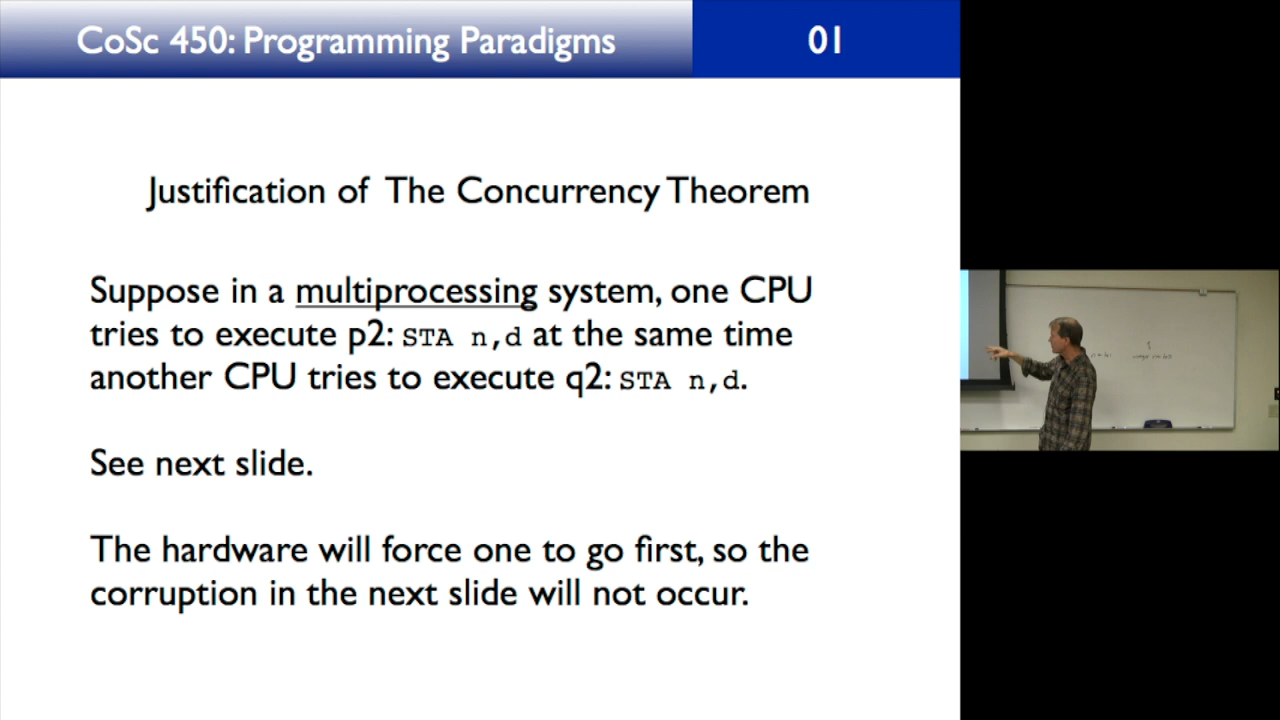 CoSc 450: Programming Paradigms
01
Justification of The Concurrency Theorem
Suppose in a multiprocessing system, one CPU
tries to execute p2: STA n,d at the same time
another CPU tries to execute q2: STA n,d.
See next slide.
The hardware will force one to go first, so the
corruption in the next slide will not occur.